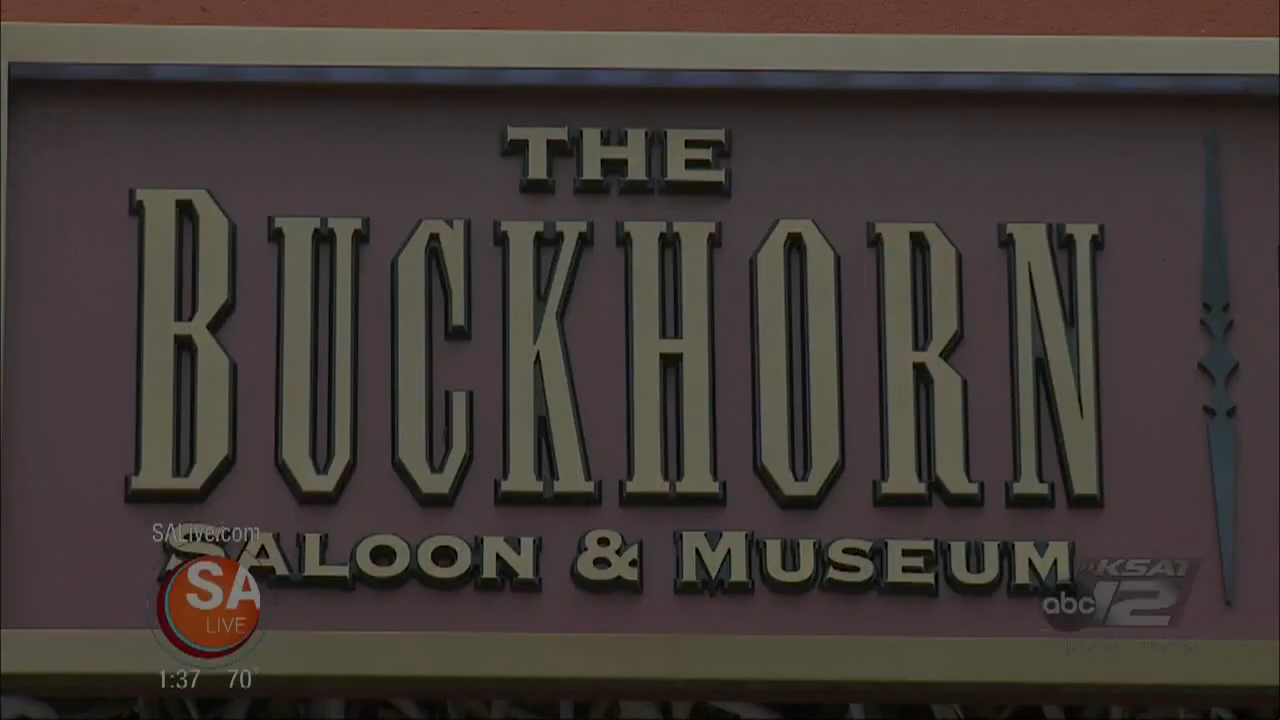 THE
BUCKHORN
SALOON & MUSEUM
SALive.com
SA
LIVE
1:37 70°
KSAT
abc 12